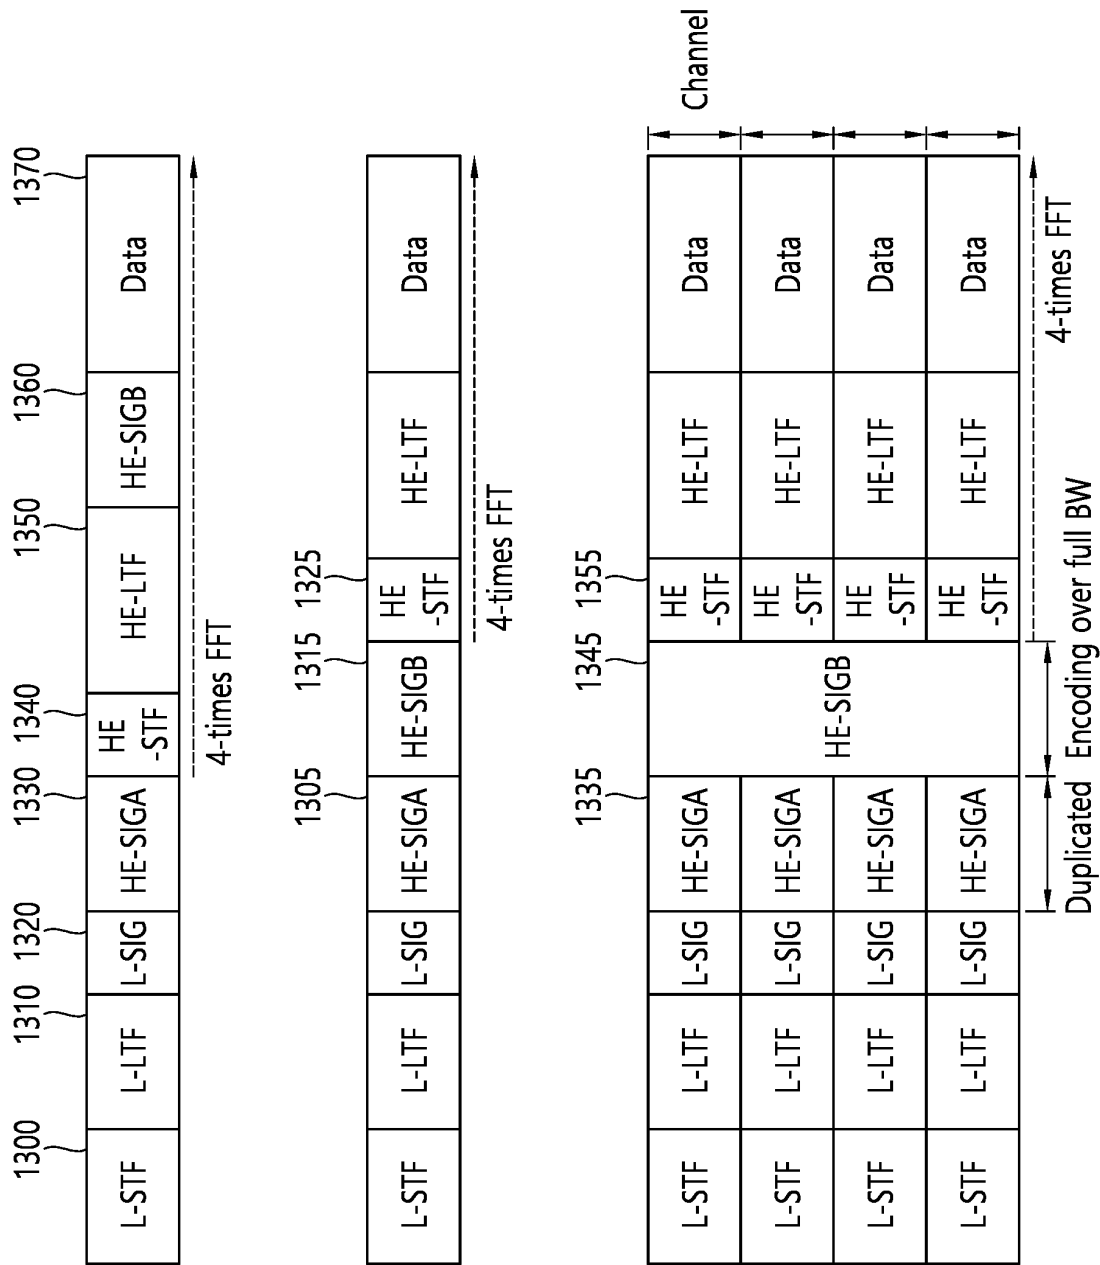 1300
1310
1320
1330
1340
1350
1360
1370
L-STF
L-LTF
L-SIG
HE-SIGA
HE
-STF
HE-LTF
HE-SIGB
Data
4-times FFT
1305
1315
1325
L-STF
L-LTF
L-SIG
HE-SIGA
HE-SIGB
HE
-STF
HE-LTF
Data
4-times FFT
1335
1345
1355
L-STF
L-LTF
L-SIG
HE-SIGA
HE-SIGB
HE
-STF
HE-LTF
Data
Channel
L-STF
L-LTF
L-SIG
HE-SIGA
HE
-STF
HE-LTF
Data
L-STF
L-LTF
L-SIG
HE-SIGA
HE
-STF
HE-LTF
Data
L-STF
L-LTF
L-SIG
HE-SIGA
HE
-STF
HE-LTF
Data
4-times FFT
Duplicated
Encoding over full BW